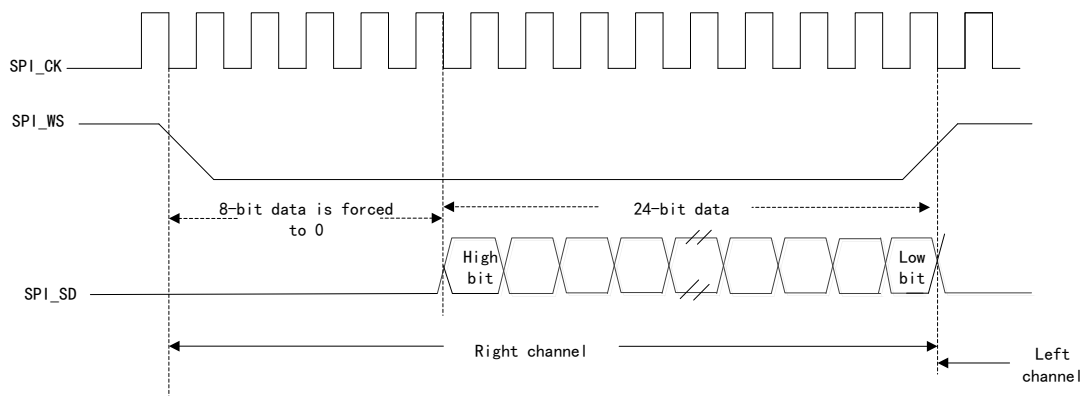 SPI_CK
SPI_WS
8-bit data is forced
to 0
24-bit data
High
bit
Low
bit
SPI_SD
Right channel
Left
channel